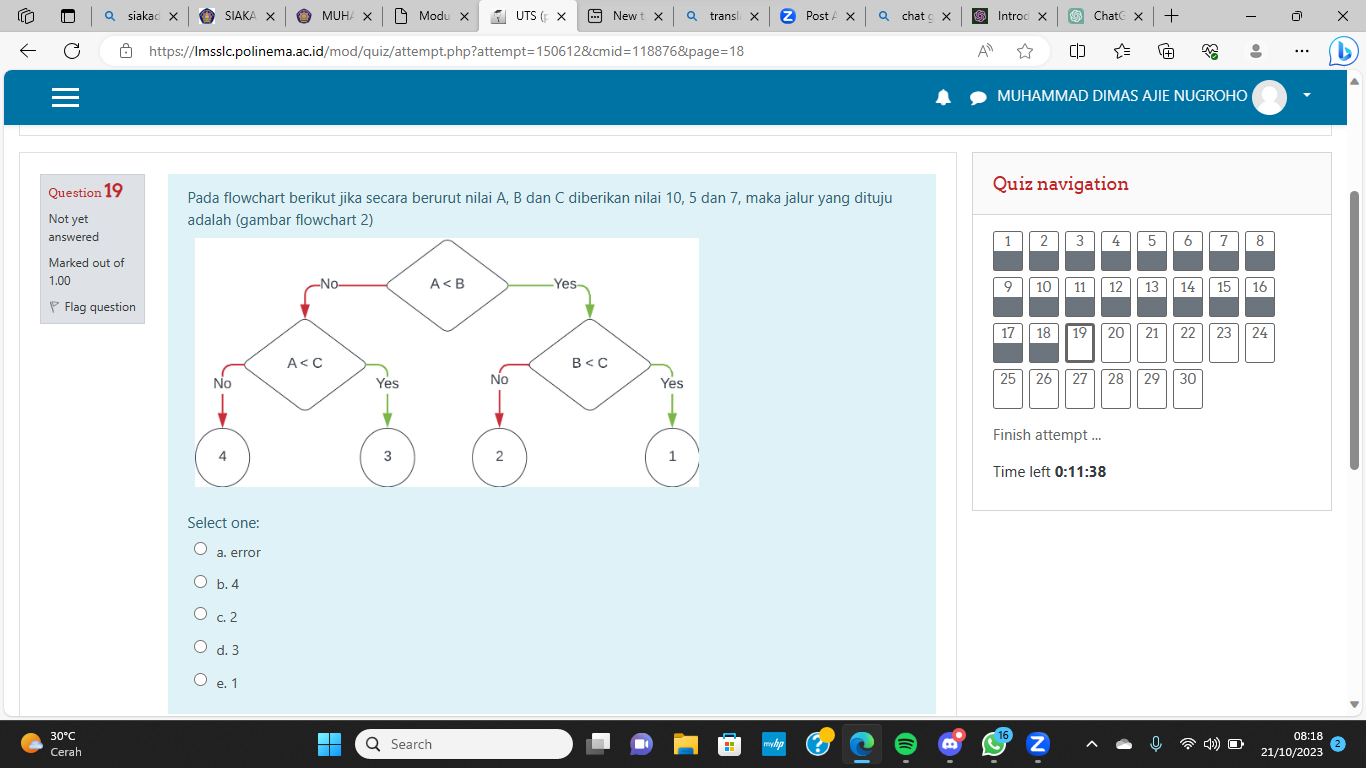 siakad
SIAKA
MUHA
Modu
UTS (p
New t
transl
Post A
chat g
Introd
ChatG
https://lmsslc.polinema.ac.id/mod/quiz/attempt.php?attempt=150612&cmid=118876&page=18
MUHAMMAD DIMAS AJIE NUGROHO
Question 19
Not yet
answered
Marked out of
1.00
Flag question
Pada flowchart berikut jika secara berurut nilai A, B dan C diberikan nilai 10, 5 dan 7, maka jalur yang dituju
adalah (gambar flowchart 2)
No
A < B
Yes
A < C
B < C
No
Yes
No
Yes
4
3
2
1
Select one:
a. error
b. 4
c. 2
d. 3
e. 1
Quiz navigation
1 2 3 4 5 6 7 8
9 10 11 12 13 14 15 16
17 18 19 20 21 22 23 24
25 26 27 28 29 30
Finish attempt ...
Time left 0:11:38
30°C
Cerah
Search
myhp
16
08:18
21/10/2023
2